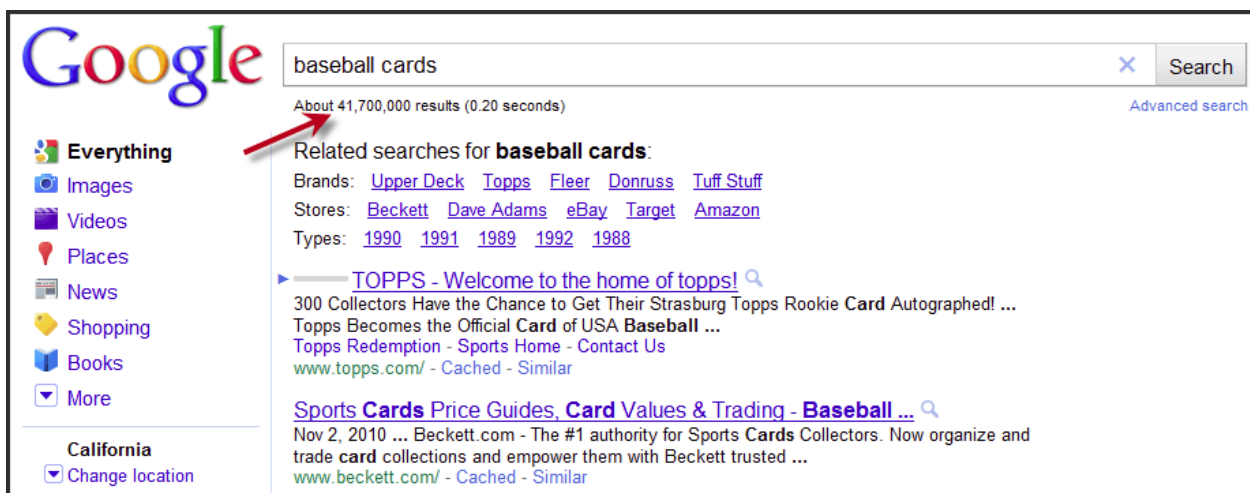 Google
baseball cards
Search
About 41,700,000 results (0.20 seconds)
Advanced search
Everything
Images
Videos
Places
News
Shopping
Books
More
California
Change location
Related searches for baseball cards:
Brands: Upper Deck Topps Fleer Donruss Tuff Stuff
Stores: Beckett Dave Adams eBay Target Amazon
Types: 1990 1991 1989 1992 1988
TOPPS - Welcome to the home of topps!
300 Collectors Have the Chance to Get Their Strasburg Topps Rookie Card Autographed! ...
Topps Becomes the Official Card of USA Baseball ...
Topps Redemption - Sports Home - Contact Us
www.topps.com/ - Cached - Similar
Sports Cards Price Guides, Card Values & Trading - Baseball ...
Nov 2, 2010 ... Beckett.com - The #1 authority for Sports Cards Collectors. Now organize and
trade card collections and empower them with Beckett trusted ...
www.beckett.com/ - Cached - Similar